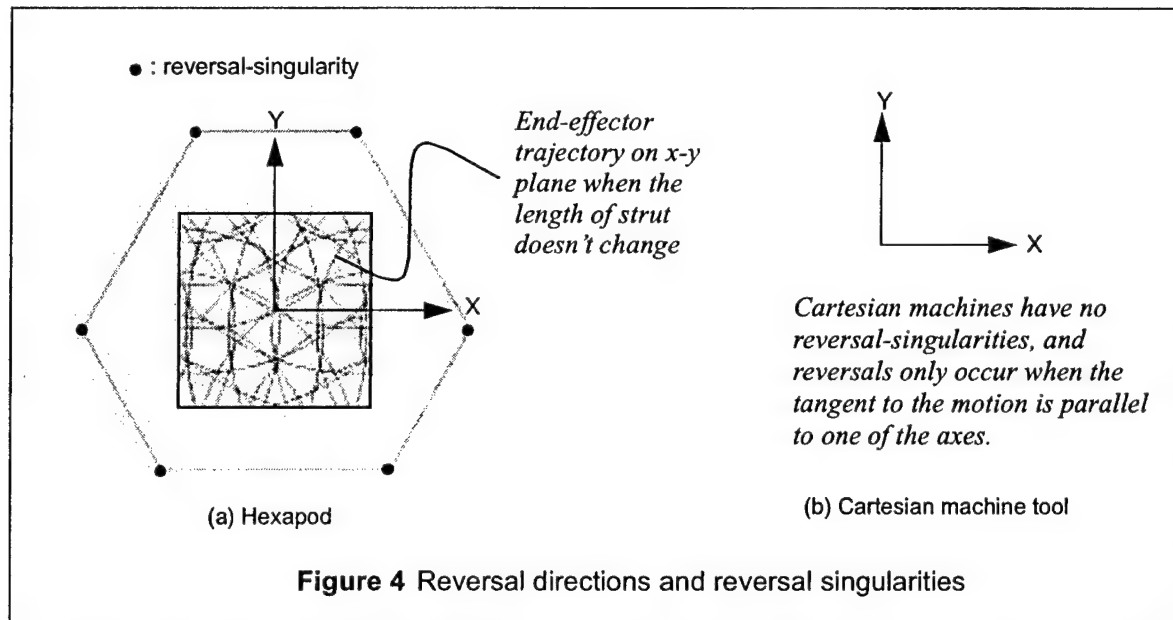 ● : reversal-singularity
Y
X
End-effector
trajectory on x-y
plane when the
length of strut
doesn't change
(a) Hexapod
Y
X
Cartesian machines have no
reversal-singularities, and
reversals only occur when the
tangent to the motion is parallel
to one of the axes.
(b) Cartesian machine tool
Figure 4 Reversal directions and reversal singularities